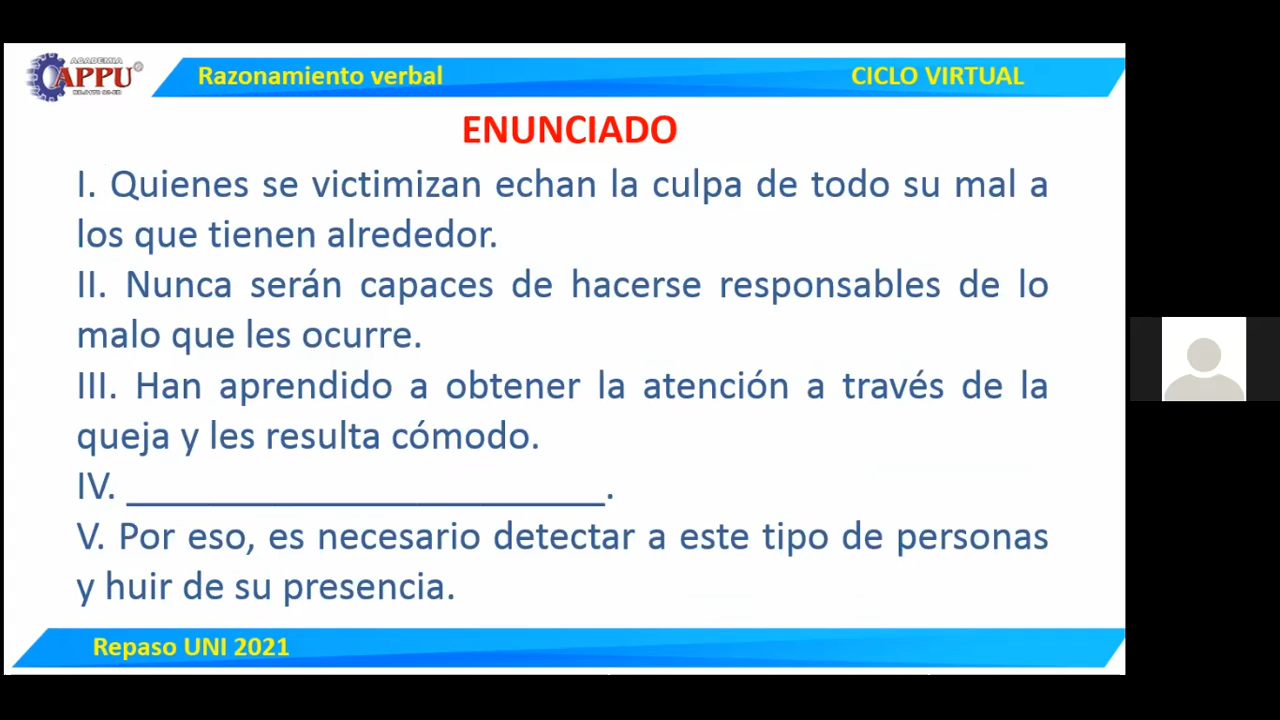 ACADEMIA
APPU
Razonamiento verbal
CICLO VIRTUAL
ENUNCIADO
I. Quienes se victimizan echan la culpa de todo su mal a
los que tienen alrededor.
II. Nunca serán capaces de hacerse responsables de lo
malo que les ocurre.
III. Han aprendido a obtener la atención a través de la
queja y les resulta cómodo.
IV. ________________________.
V. Por eso, es necesario detectar a este tipo de personas
y huir de su presencia.
Repaso UNI 2021